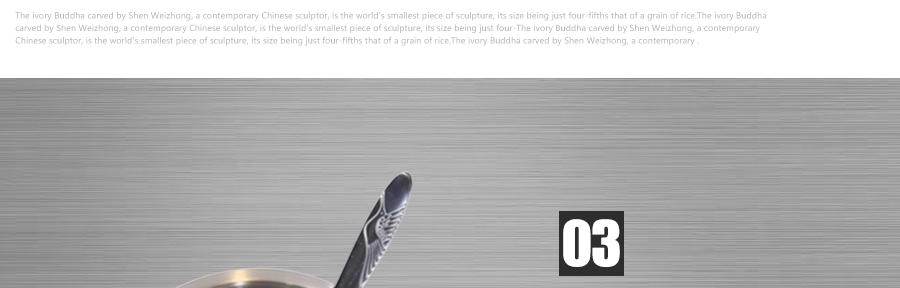 The ivory Buddha carved by Shen Weizhong, a contemporary Chinese sculptor, is the world's smallest piece of sculpture, its size being just four-fifths that of a grain of rice.The ivory Buddha
carved by Shen Weizhong, a contemporary Chinese sculptor, is the world's smallest piece of sculpture, its size being just four-The ivory Buddha carved by Shen Weizhong, a contemporary
Chinese sculptor, is the world's smallest piece of sculpture, its size being just four-fifths that of a grain of rice.The ivory Buddha carved by Shen Weizhong, a contemporary .
03